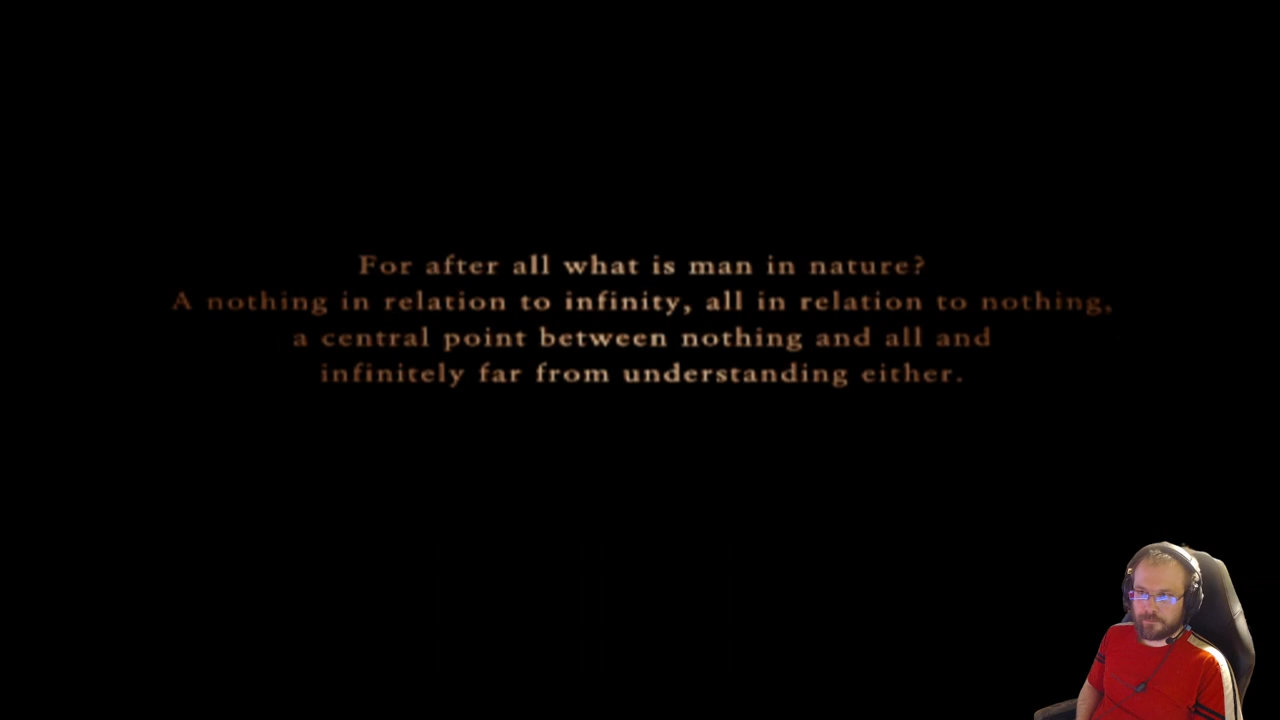 For after all what is man in nature?
A nothing in relation to infinity, all in relation to nothing,
a central point between nothing and all and
infinitely far from understanding either.